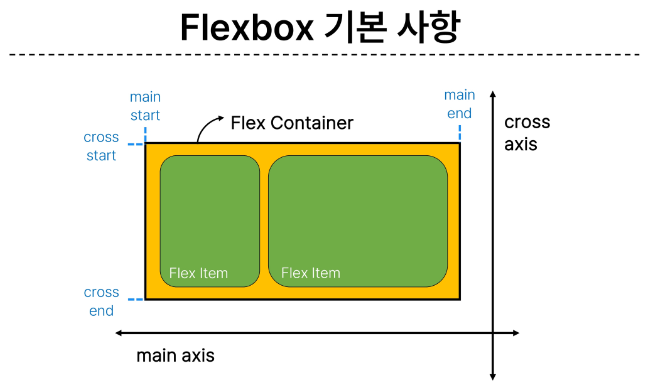 Flexbox 기본 사항
main
start
main
end
Flex Container
cross
axis
cross
start
Flex Item
Flex Item
cross
end
main axis